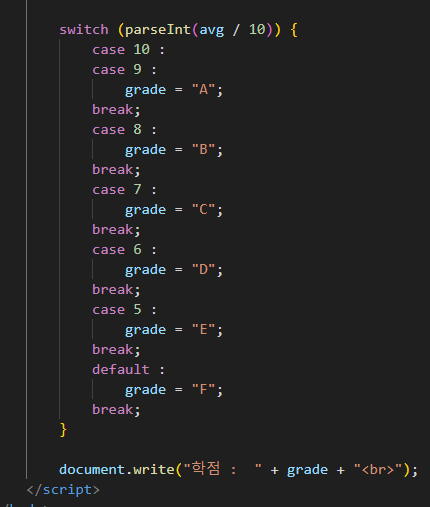 switch (parseInt(avg / 10)) {
case 10 :
case 9 :
grade = "A";
break;
case 8 :
grade = "B";
break;
case 7 :
grade = "C";
break;
case 6 :
grade = "D";
break;
case 5 :
grade = "E";
break;
default :
grade = "F";
break;
}
document.write("학점 :  " + grade + "<br>");
</script>